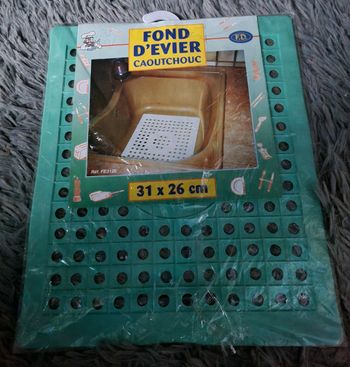 FOND
D'EVIER
CAOUTCHOUC
31 x 26 cm